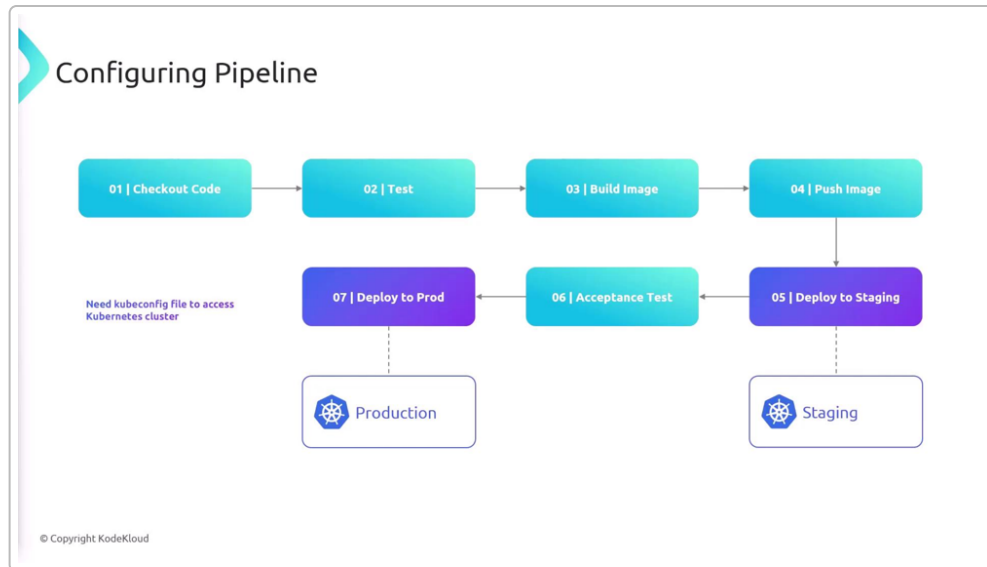 Configuring Pipeline
01 | Checkout Code
02 | Test
03 | Build Image
04 | Push Image
07 | Deploy to Prod
06 | Acceptance Test
05 | Deploy to Staging
Need kubeconfig file to access
Kubernetes cluster
Production
Staging
© Copyright KodeKloud